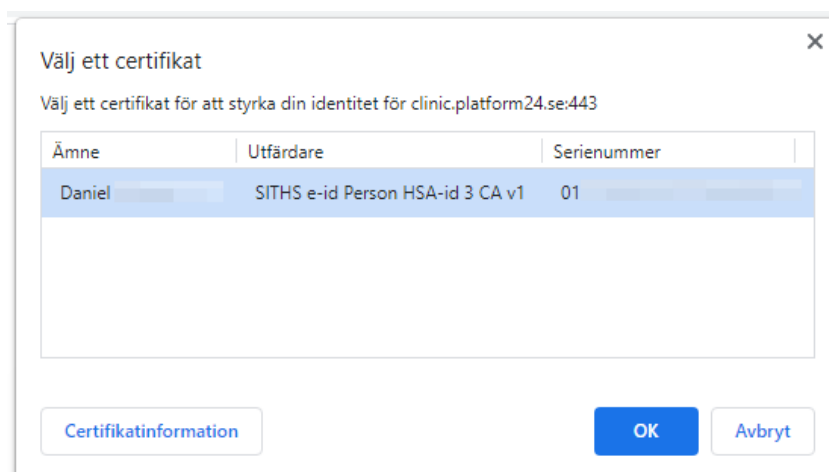 Välj ett certifikat
Välj ett certifikat för att styrka din identitet för clinic.platform24.se:443
Ämne Utfärdare Serienummer
Daniel SITHS e-id Person HSA-id 3 CA v1 01
Certifikatinformation OK Avbryt